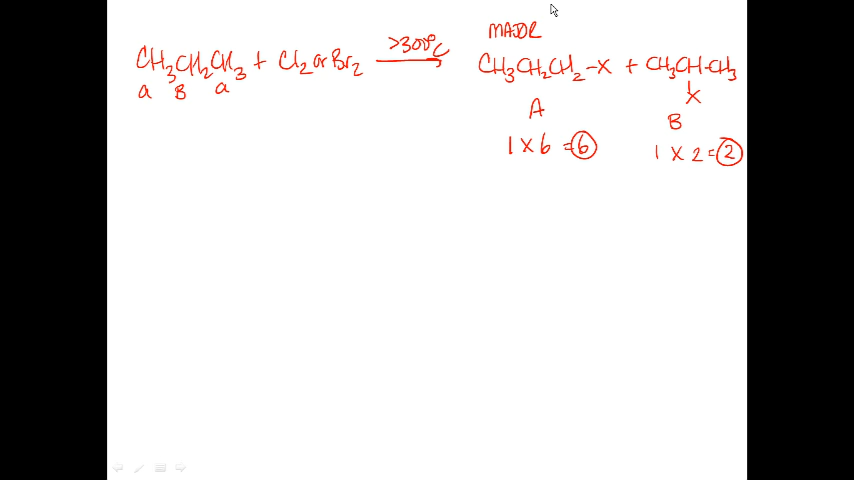 MAJOR
CH3CH2CH3 + Cl2 or Br2 >300°C CH3CH2CH2-X + CH3CH-CH3
a B a X
A B
1 X 6 = 6 1 X 2 = 2